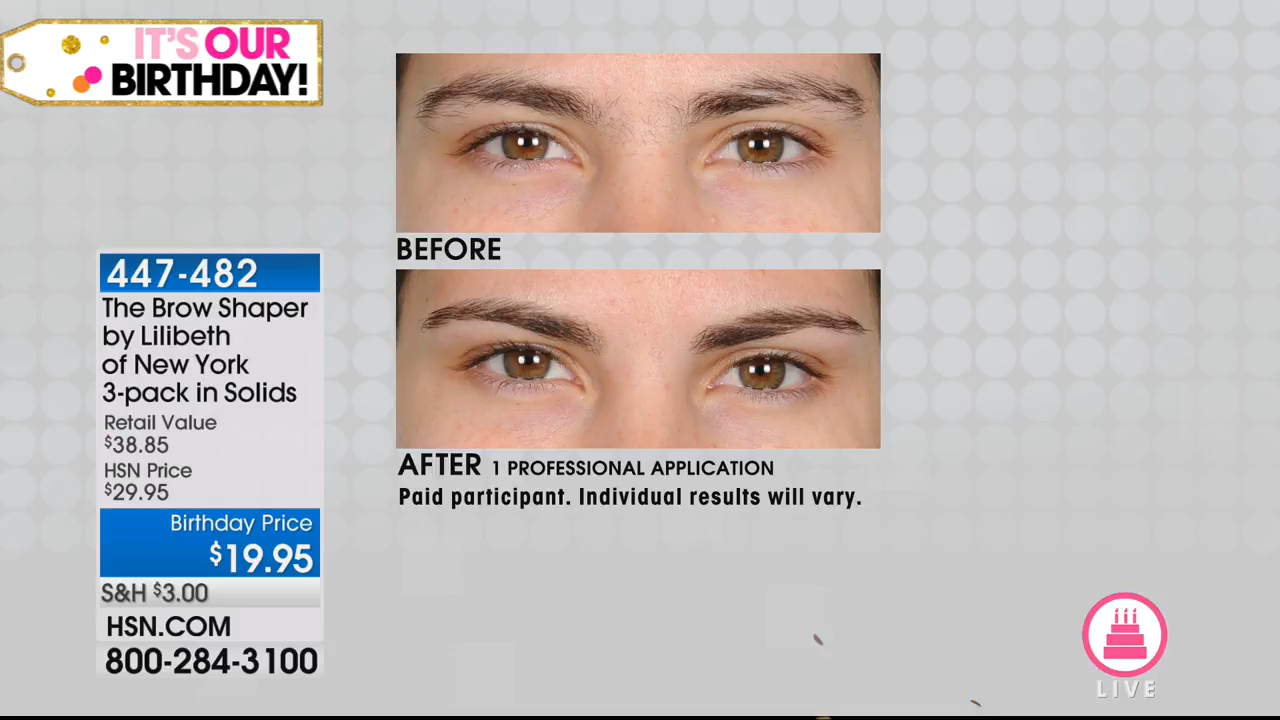 IT'S OUR
BIRTHDAY!
BEFORE
AFTER 1 PROFESSIONAL APPLICATION
Paid participant. Individual results will vary.
447-482
The Brow Shaper
by Lilibeth
of New York
3-pack in Solids
Retail Value
$38.85
HSN Price
$29.95
Birthday Price
$19.95
S&H $3.00
HSN.COM
800-284-3100
LIVE